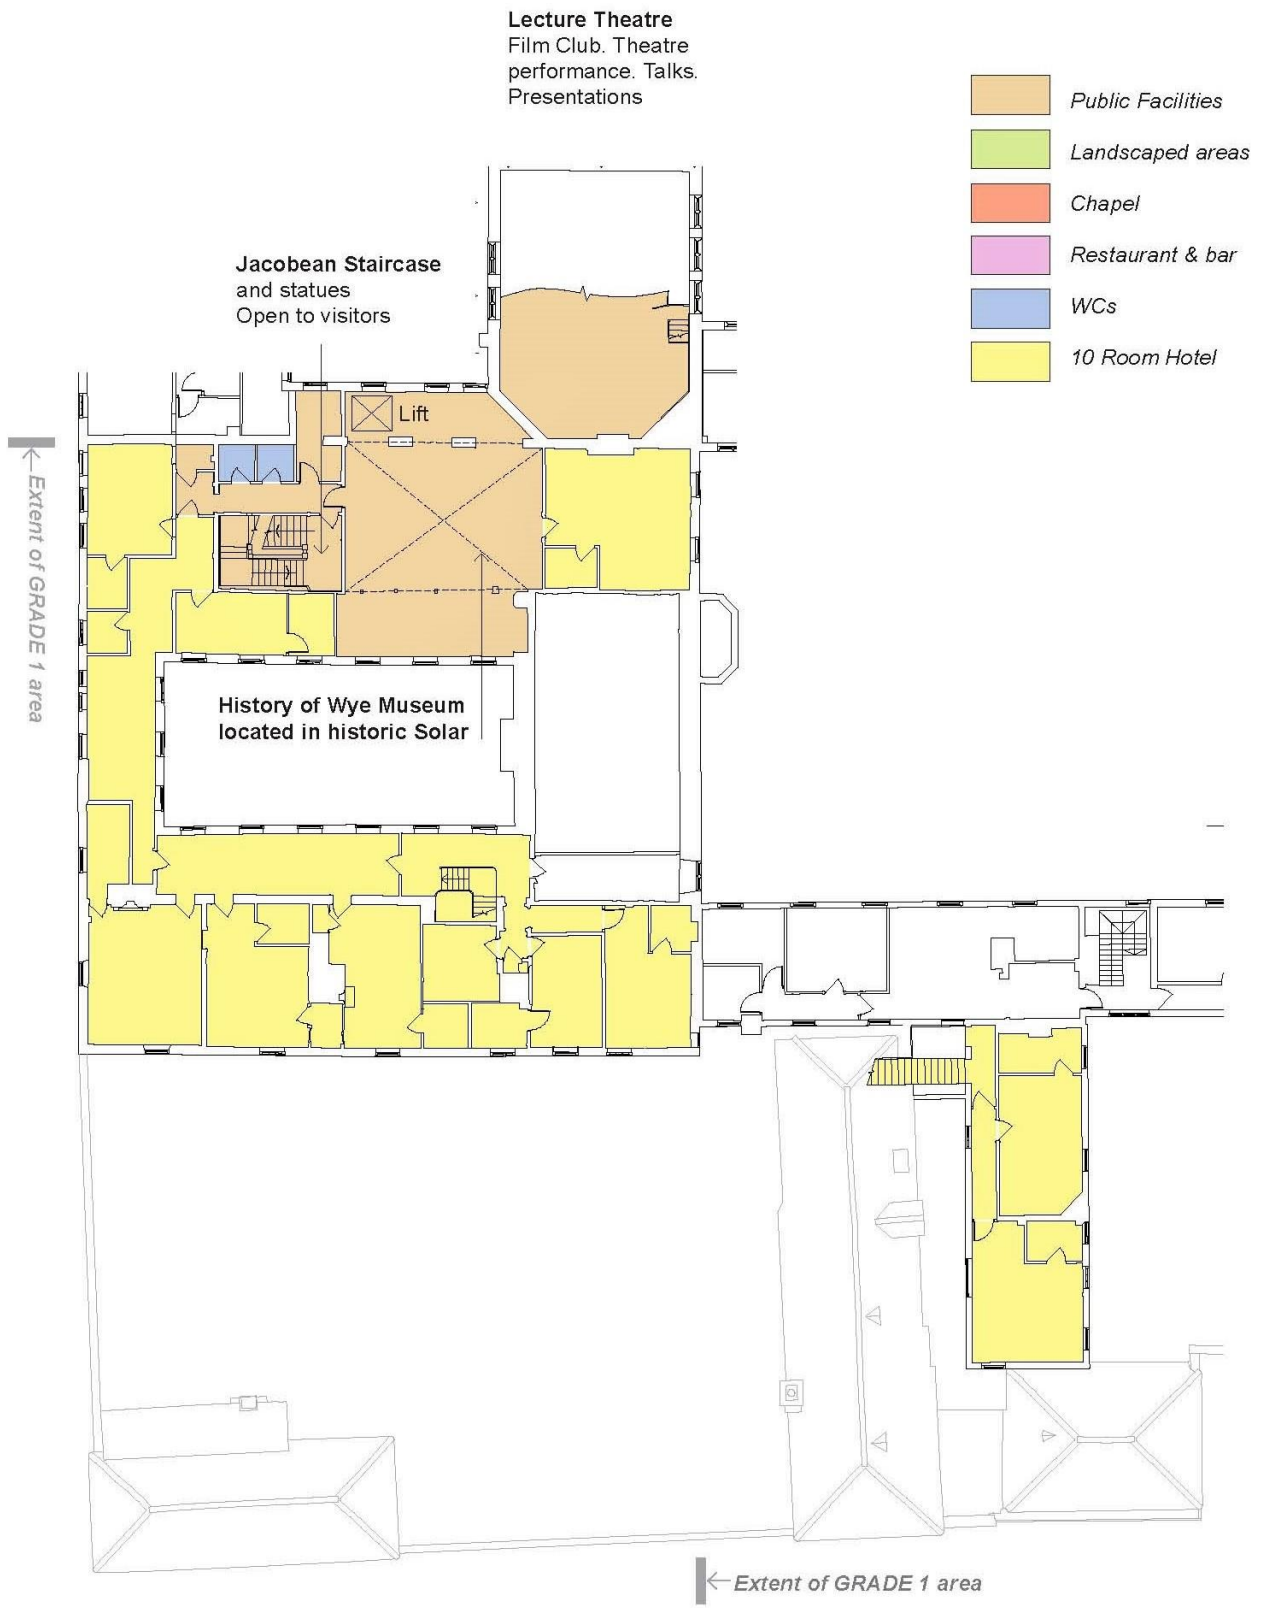 Lecture Theatre
Film Club. Theatre
performance. Talks.
Presentations
Public Facilities
Landscaped areas
Chapel
Restaurant & bar
WCs
10 Room Hotel
Jacobean Staircase
and statues
Open to visitors
Lift
Extent of GRADE 1 area
History of Wye Museum
located in historic Solar
Extent of GRADE 1 area